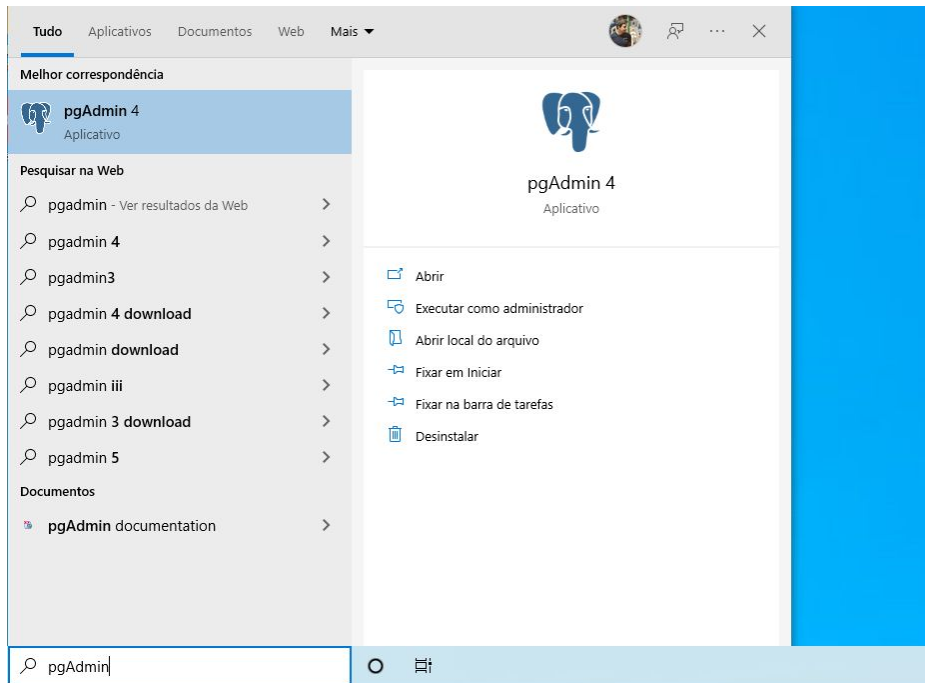 Tudo Aplicativos Documentos Web Mais
Melhor correspondência
pgAdmin 4
Aplicativo
Pesquisar na Web
pgadmin - Ver resultados da Web
pgadmin 4
pgadmin3
pgadmin 4 download
pgadmin download
pgadmin iii
pgadmin 3 download
pgadmin 5
Documentos
pgAdmin documentation
pgAdmin 4
Aplicativo
Abrir
Executar como administrador
Abrir local do arquivo
Fixar em Iniciar
Fixar na barra de tarefas
Desinstalar
pgAdmin